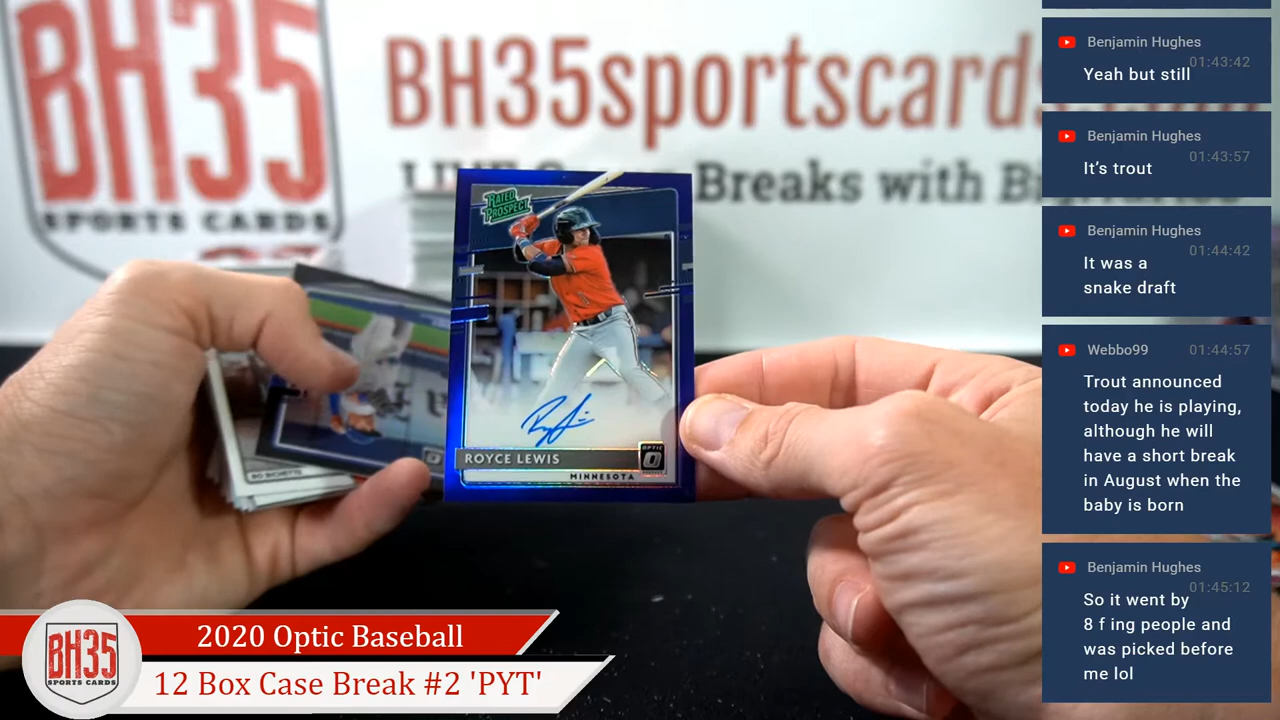 BH35
SPORTS CARDS
BH35sportscards
Breaks with
RATED
PROSPECT
ROYCE LEWIS
OPTIC
MINNESOTA
BO BICHETTE
2020 Optic Baseball
12 Box Case Break #2 'PYT'
BH35
SPORTS CARDS
Benjamin Hughes
01:43:42
Yeah but still
Benjamin Hughes
01:43:57
It's trout
Benjamin Hughes
01:44:42
It was a
snake draft
Webbo99 01:44:57
Trout announced
today he is playing,
although he will
have a short break
in August when the
baby is born
Benjamin Hughes
01:45:12
So it went by
8 f ing people and
was picked before
me lol